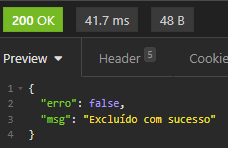 200 OK 41.7 ms 48 B
Preview Header 5 Cookie
1 {
2 "erro": false,
3 "msg": "Excluído com sucesso"
4 }